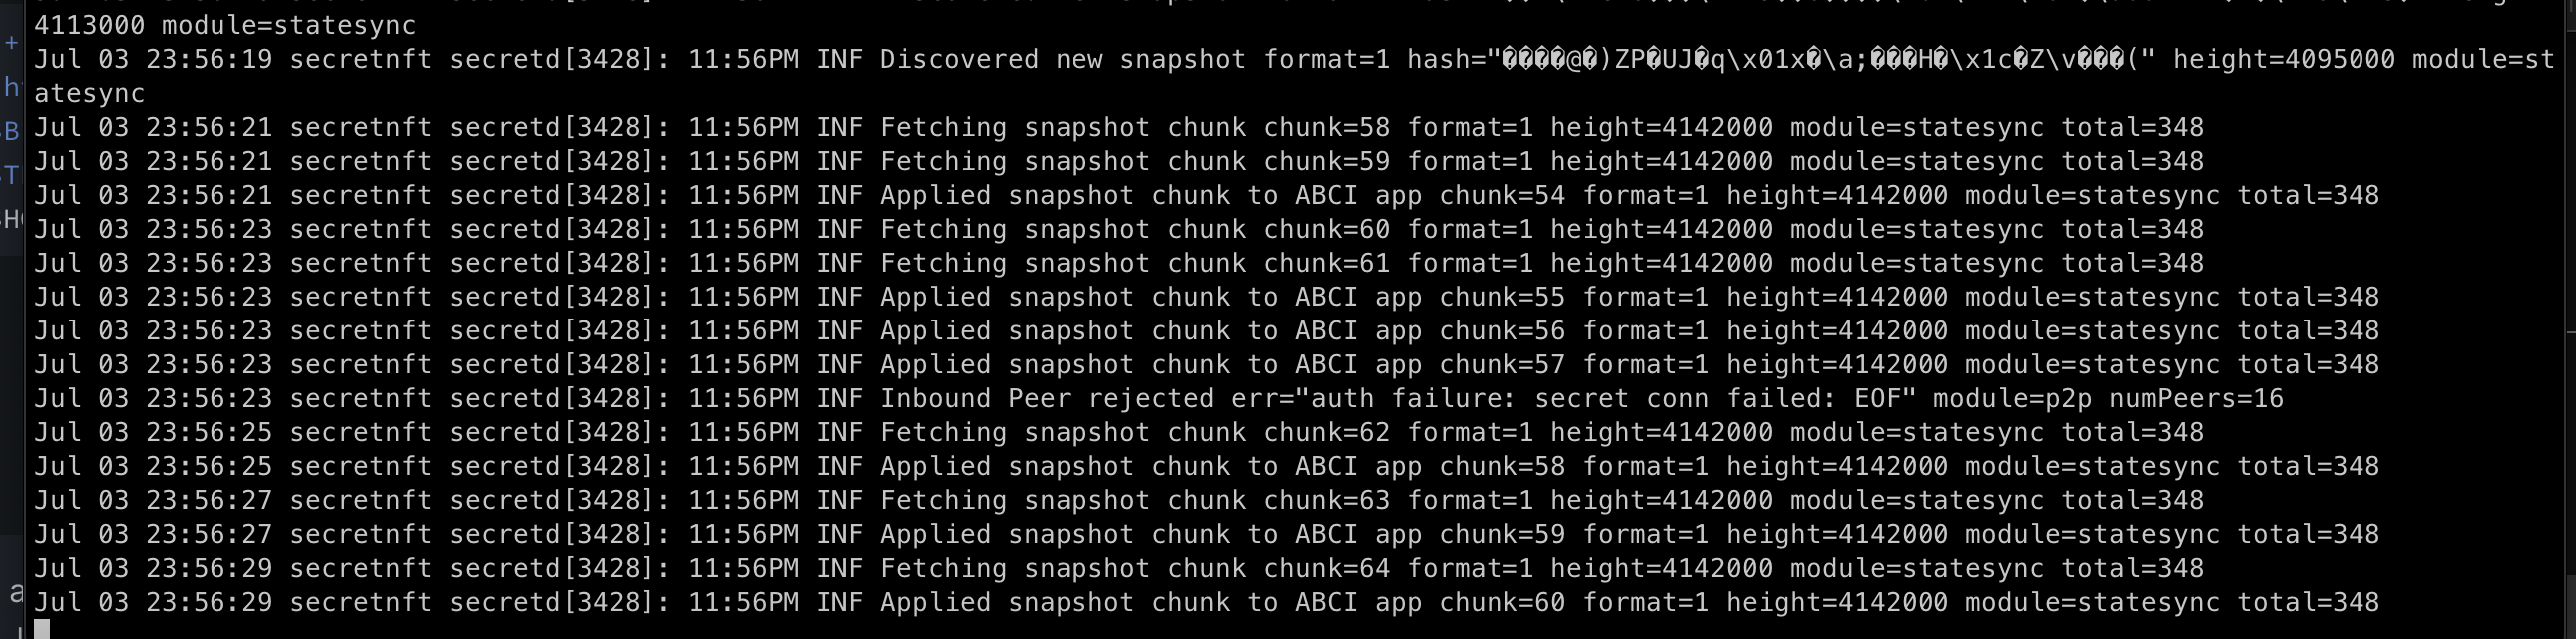 4113000 module=statesync
Jul 03 23:56:19 secretnft secretd[3428]: 11:56PM INF Discovered new snapshot format=1 hash="����@�)ZP�UJ�q\x01x�\a;���H�\x1c�Z\v���(" height=4095000 module=st
atesync
Jul 03 23:56:21 secretnft secretd[3428]: 11:56PM INF Fetching snapshot chunk chunk=58 format=1 height=4142000 module=statesync total=348
Jul 03 23:56:21 secretnft secretd[3428]: 11:56PM INF Fetching snapshot chunk chunk=59 format=1 height=4142000 module=statesync total=348
Jul 03 23:56:21 secretnft secretd[3428]: 11:56PM INF Applied snapshot chunk to ABCI app chunk=54 format=1 height=4142000 module=statesync total=348
Jul 03 23:56:23 secretnft secretd[3428]: 11:56PM INF Fetching snapshot chunk chunk=60 format=1 height=4142000 module=statesync total=348
Jul 03 23:56:23 secretnft secretd[3428]: 11:56PM INF Fetching snapshot chunk chunk=61 format=1 height=4142000 module=statesync total=348
Jul 03 23:56:23 secretnft secretd[3428]: 11:56PM INF Applied snapshot chunk to ABCI app chunk=55 format=1 height=4142000 module=statesync total=348
Jul 03 23:56:23 secretnft secretd[3428]: 11:56PM INF Applied snapshot chunk to ABCI app chunk=56 format=1 height=4142000 module=statesync total=348
Jul 03 23:56:23 secretnft secretd[3428]: 11:56PM INF Applied snapshot chunk to ABCI app chunk=57 format=1 height=4142000 module=statesync total=348
Jul 03 23:56:23 secretnft secretd[3428]: 11:56PM INF Inbound Peer rejected err="auth failure: secret conn failed: EOF" module=p2p numPeers=16
Jul 03 23:56:25 secretnft secretd[3428]: 11:56PM INF Fetching snapshot chunk chunk=62 format=1 height=4142000 module=statesync total=348
Jul 03 23:56:25 secretnft secretd[3428]: 11:56PM INF Applied snapshot chunk to ABCI app chunk=58 format=1 height=4142000 module=statesync total=348
Jul 03 23:56:27 secretnft secretd[3428]: 11:56PM INF Fetching snapshot chunk chunk=63 format=1 height=4142000 module=statesync total=348
Jul 03 23:56:27 secretnft secretd[3428]: 11:56PM INF Applied snapshot chunk to ABCI app chunk=59 format=1 height=4142000 module=statesync total=348
Jul 03 23:56:29 secretnft secretd[3428]: 11:56PM INF Fetching snapshot chunk chunk=64 format=1 height=4142000 module=statesync total=348
Jul 03 23:56:29 secretnft secretd[3428]: 11:56PM INF Applied snapshot chunk to ABCI app chunk=60 format=1 height=4142000 module=statesync total=348